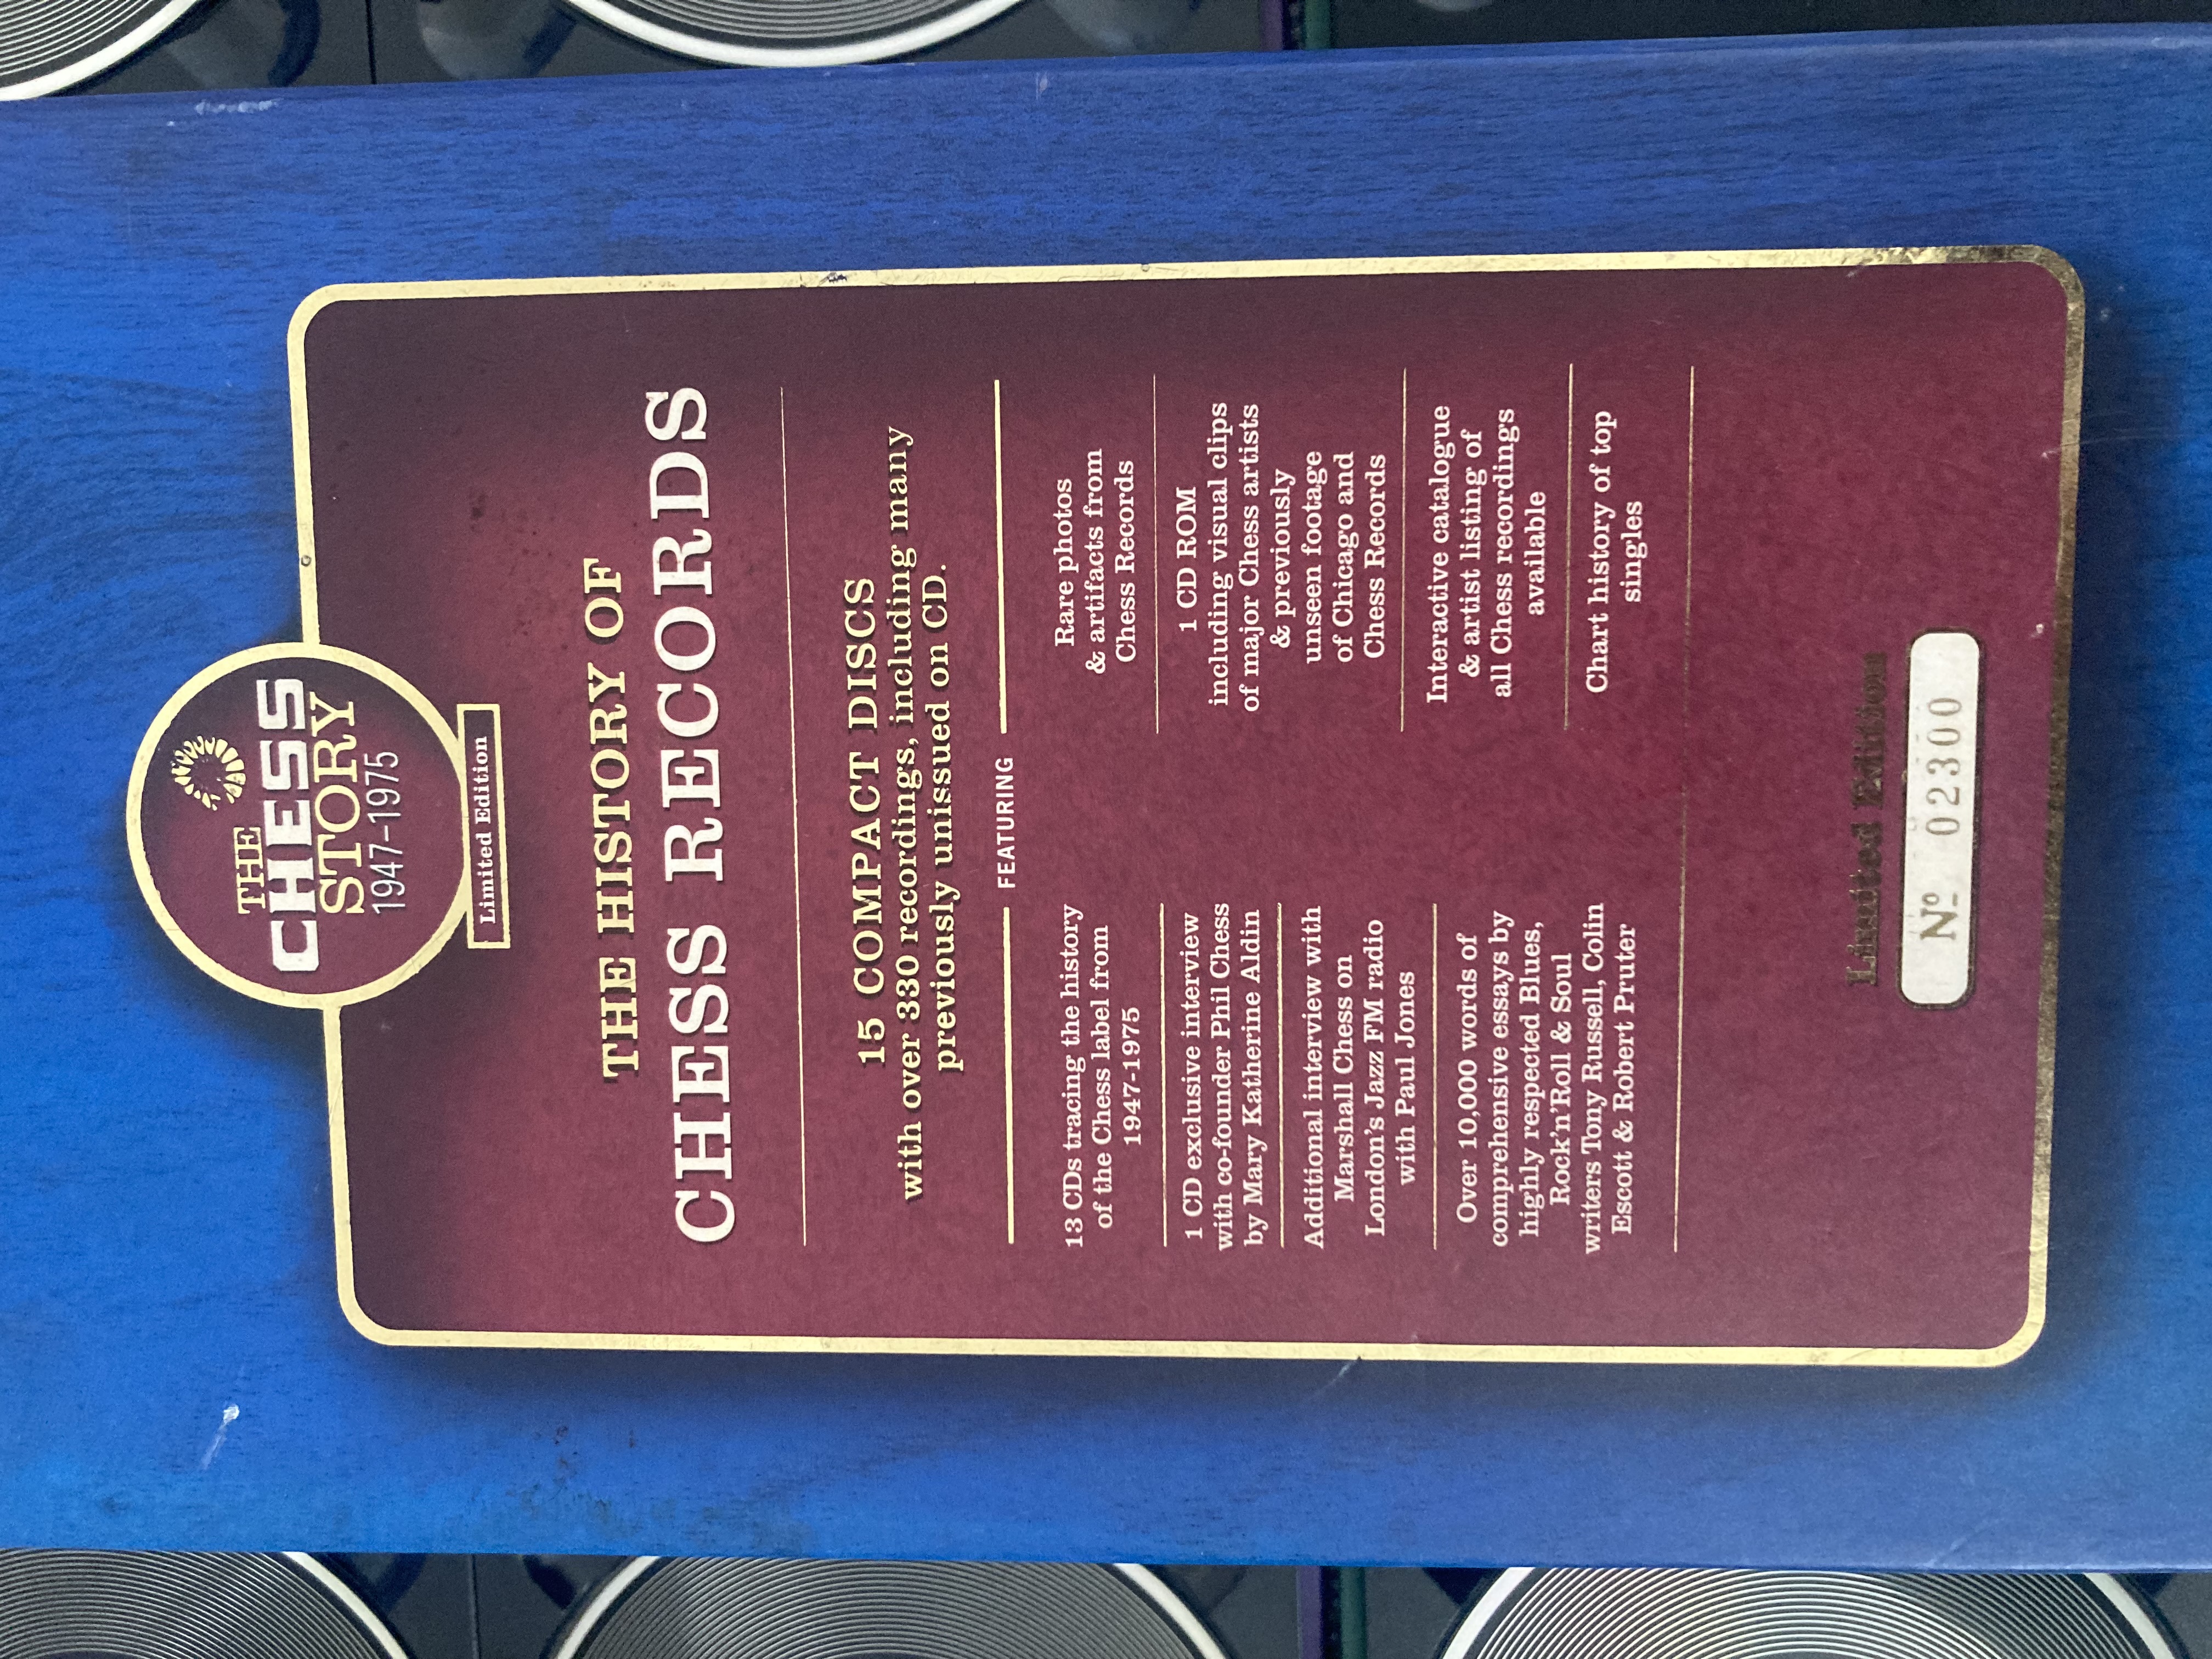 THE
CHESS
STORY
1947-1975
Limited Edition
THE HISTORY OF
CHESS RECORDS
15 COMPACT DISCS
with over 330 recordings, including many
previously unissued on CD.
FEATURING
13 CDs tracing the history
of the Chess label from
1947-1975
1 CD exclusive interview
with co-founder Phil Chess
by Mary Katherine Aldin
Additional interview with
Marshall Chess on
London's Jazz FM radio
with Paul Jones
Over 10,000 words of
comprehensive essays by
highly respected Blues,
Rock'n'Roll & Soul
writers Tony Russell, Colin
Escott & Robert Pruter
Rare photos
& artifacts from
Chess Records
1 CD ROM
including visual clips
of major Chess artists
& previously
unseen footage
of Chicago and
Chess Records
Interactive catalogue
& artist listing of
all Chess recordings
available
Chart history of top
singles
Limited Edition
Nº 02300